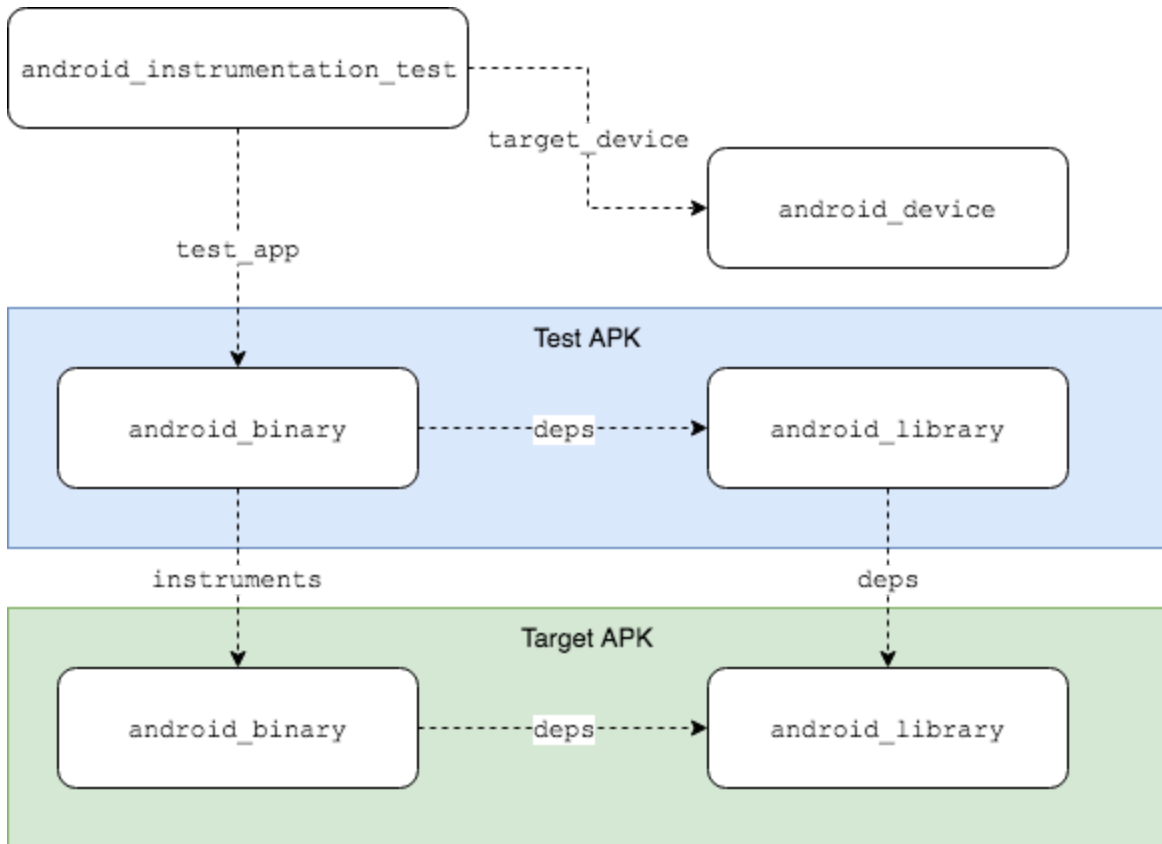 android_instrumentation_test
target_device
android_device
test_app
Test APK
android_binary
deps
android_library
instruments
deps
Target APK
android_binary
deps
android_library